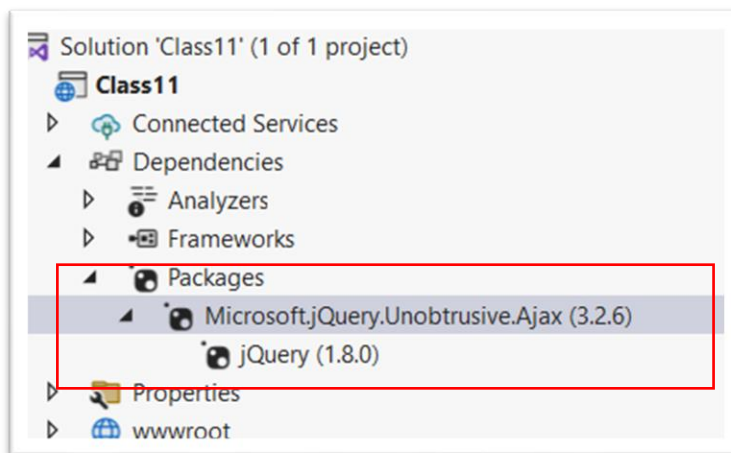 Solution 'Class11' (1 of 1 project)
Class11
Connected Services
Dependencies
Analyzers
Frameworks
Packages
Microsoft.jQuery.Unobtrusive.Ajax (3.2.6)
jQuery (1.8.0)
Properties
wwwroot